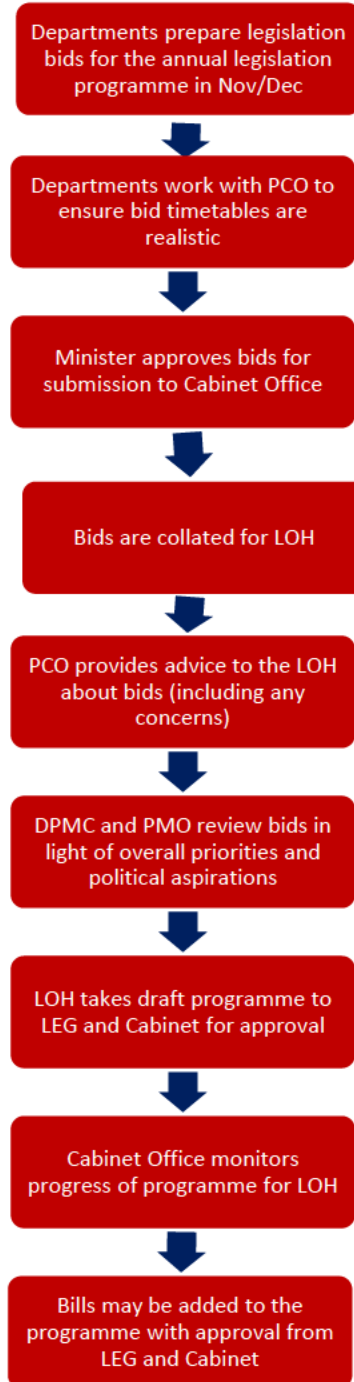 Departments prepare legislation
bids for the annual legislation
programme in Nov/Dec
Departments work with PCO to
ensure bid timetables are
realistic
Minister approves bids for
submission to Cabinet Office
Bids are collated for LOH
PCO provides advice to the LOH
about bids (including any
concerns)
DPMC and PMO review bids in
light of overall priorities and
political aspirations
LOH takes draft programme to
LEG and Cabinet for approval
Cabinet Office monitors
progress of programme for LOH
Bills may be added to the
programme with approval from
LEG and Cabinet